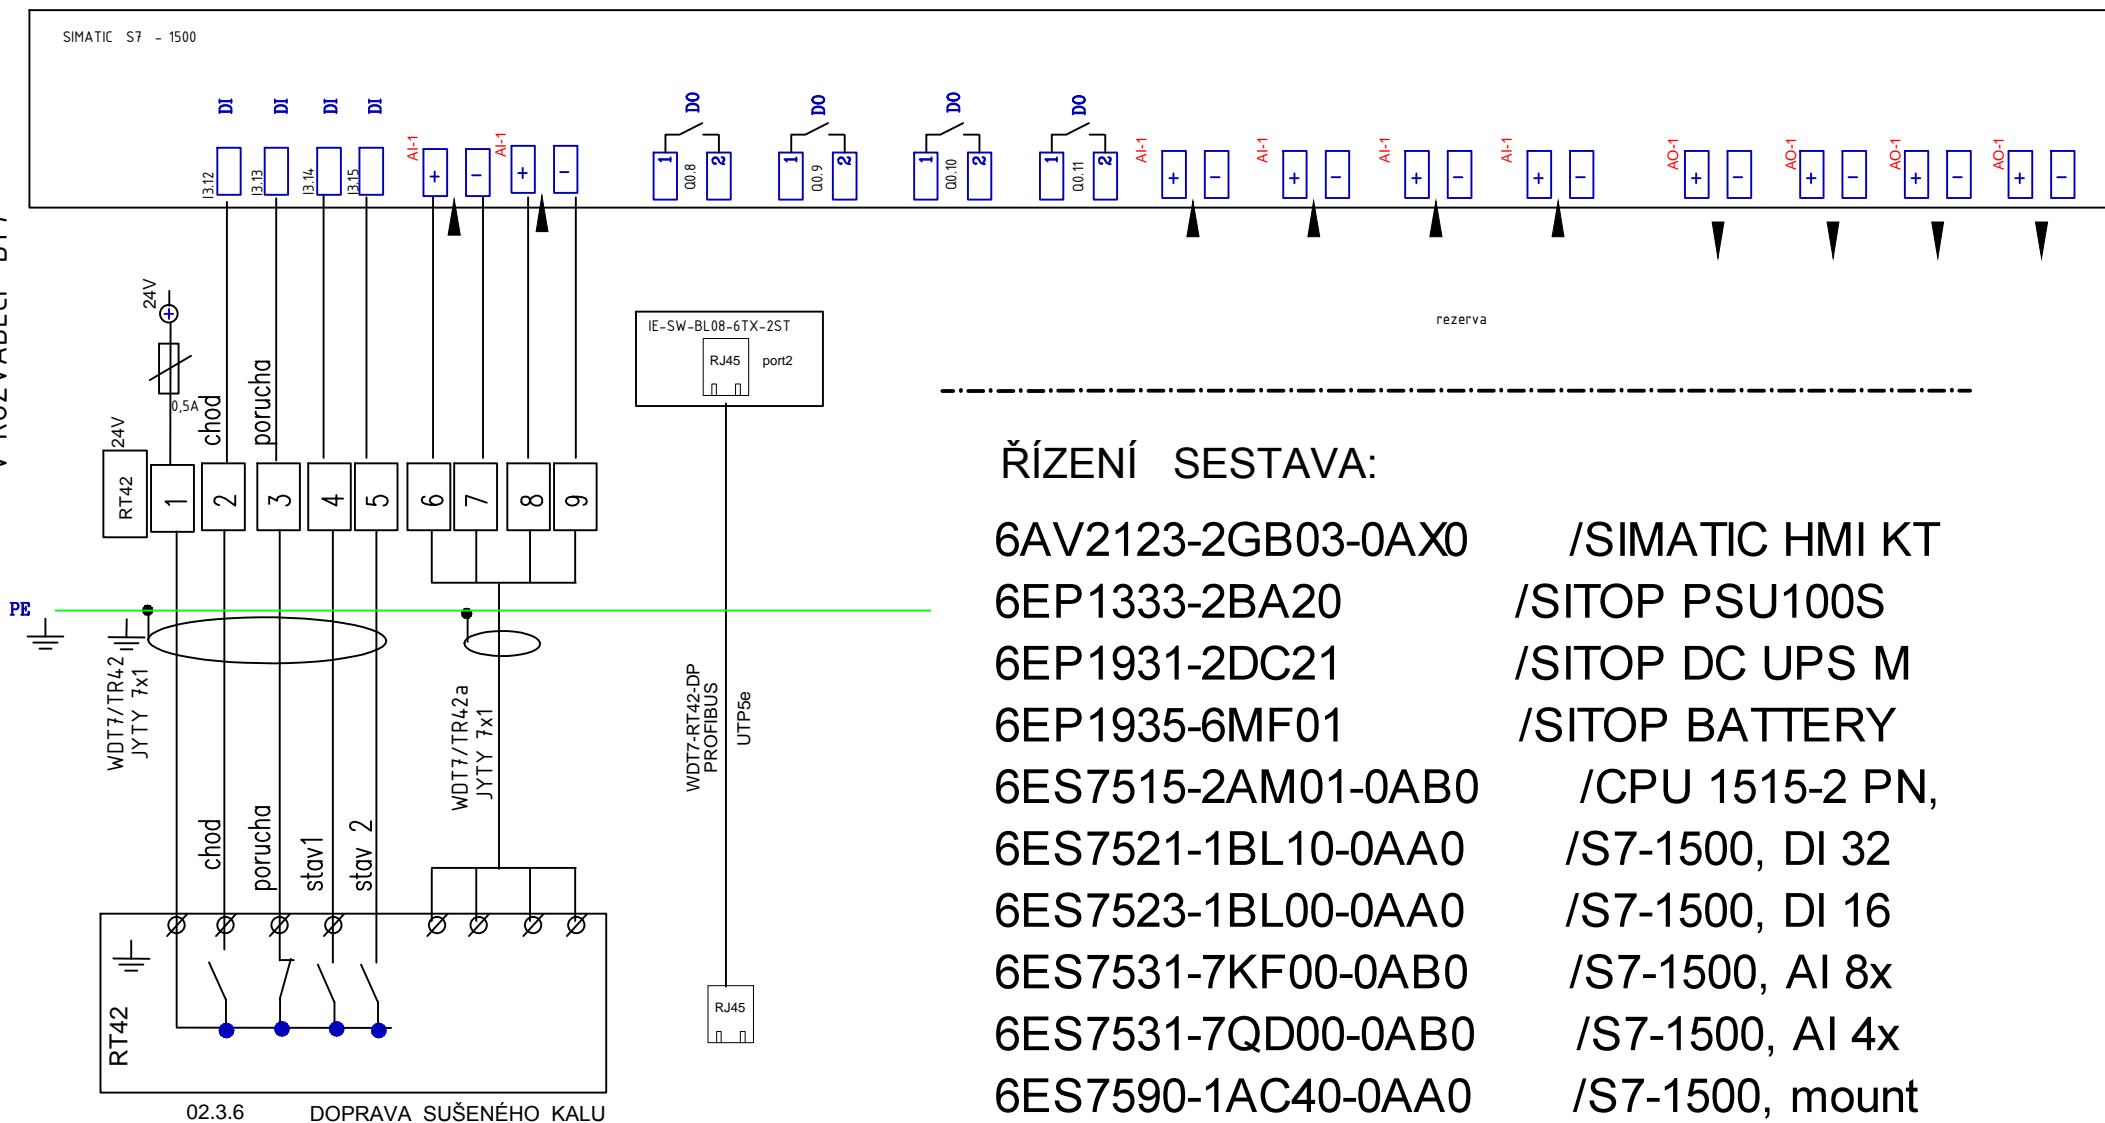 SIMATIC S7 - 1500
DI DI DI DI
I3.12 I3.13 I3.14 I3.15
AI-1 + - AI-1 + -
DO 1 2 Q0.8
DO 1 2 Q0.9
DO 1 2 Q0.10
DO 1 2 Q0.11
AI-1 + -
AI-1 + -
AI-1 + -
AI-1 + -
AO-1 + -
AO-1 + -
AO-1 + -
AO-1 + -
rezerva
24V
0,5A
chod
porucha
24V
RT42
1 2 3 4 5 6 7 8 9
PE
WDT7/TR42
JYTY 7x1
WDT7/TR42a
JYTY 7x1
IE-SW-BL08-6TX-2ST
RJ45 port2
WDT7-RT42-DP
PROFIBUS
UTP5e
RJ45
chod
porucha
stav1
stav 2
RT42
02.3.6 DOPRAVA SUŠENÉHO KALU
ŘÍZENÍ SESTAVA:
6AV2123-2GB03-0AX0 /SIMATIC HMI KT
6EP1333-2BA20 /SITOP PSU100S
6EP1931-2DC21 /SITOP DC UPS M
6EP1935-6MF01 /SITOP BATTERY
6ES7515-2AM01-0AB0 /CPU 1515-2 PN,
6ES7521-1BL10-0AA0 /S7-1500, DI 32
6ES7523-1BL00-0AA0 /S7-1500, DI 16
6ES7531-7KF00-0AB0 /S7-1500, AI 8x
6ES7531-7QD00-0AB0 /S7-1500, AI 4x
6ES7590-1AC40-0AA0 /S7-1500, mount